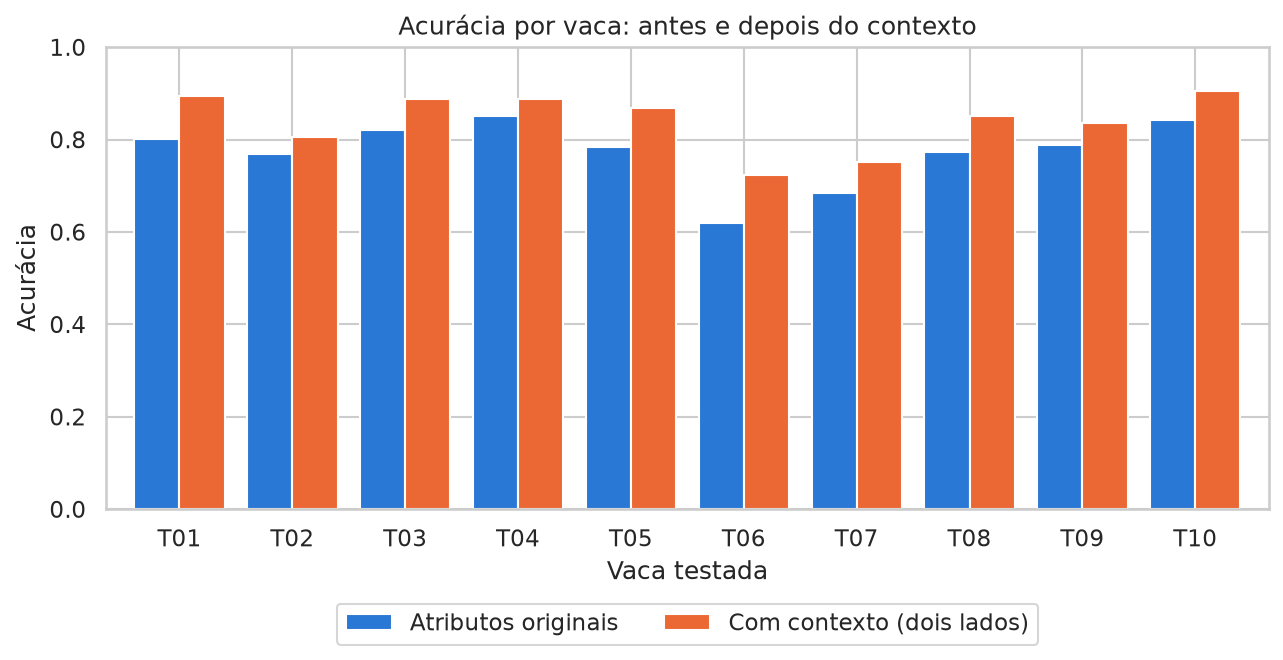 Acurácia por vaca: antes e depois do contexto
1.0
0.8
0.6
0.4
0.2
0.0
Acurácia
T01 T02 T03 T04 T05 T06 T07 T08 T09 T10
Vaca testada
Atributos originais Com contexto (dois lados)